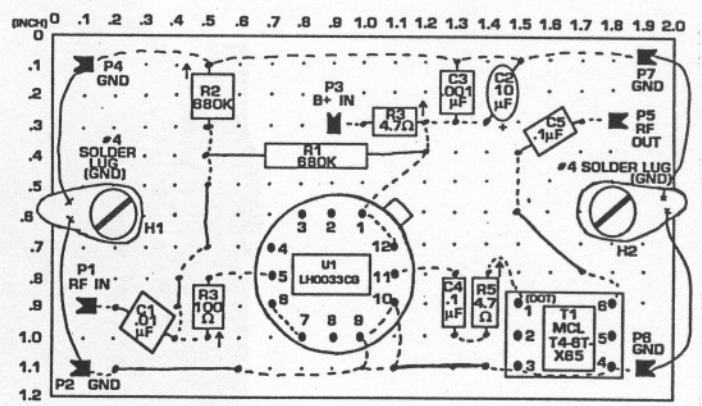 (INCH) 0 0.1 0.2 .3 .4 .5 .6 .7 0.8 0.9 1.0 1.1 1.2 1.3 1.4 1.5 1.6 1.7 1.8 1.9 2.0
0
.1
.2
.3
.4
.5
.6
.7
.8
.9
1.0
1.1
1.2
P4
GND
R2
680K
P3
B+ IN
R3
4.7Ω
C3
.001
µF
C2
10
µF
+
C5
.1µF
P7
GND
P5
RF
OUT
R1
680K
#4
SOLDER
LUG
(GND)
H1
#4 SOLDER LUG
(GND)
H2
3 2 1
4 12
5 11
6 10
7 8 9
U1
LH0033CG
P1
RF IN
C1
.01
µF
R3
100
Ω
C4
.1
µF
R5
4.7
Ω
(DOT)
1 6
2 5
3 4
T1
MCL
T4-6T-
X65
P6
GND
P2 GND